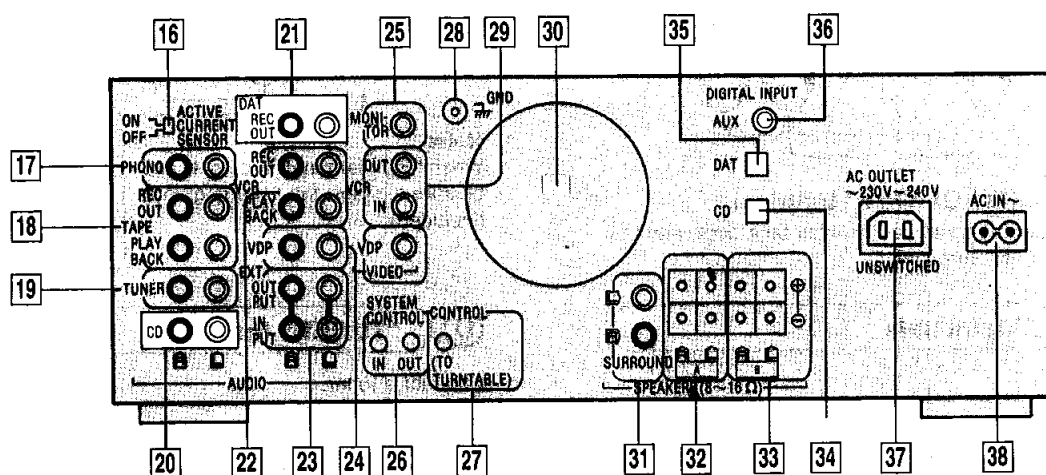 16
21
25
28
29
30
35
36
ON
OFF
ACTIVE
CURRENT
SENSOR
DAT
REC
OUT
MONI-
TOR
GND
DIGITAL INPUT
AUX
17
PHONO
REC
OUT
VCR
PLAY
BACK
OUT
VCR
IN
DAT
AC OUTLET
~230V~240V
AC IN~
18
REC
OUT
TAPE
PLAY
BACK
VDP
VDP
VIDEO
CD
UNSWITCHED
19
TUNER
EXT
OUT
PUT
IN
PUT
SYSTEM
CONTROL
IN OUT
CONTROL
(TO
TURNTABLE)
CD
AUDIO
SURROUND
A
B
SPEAKERS (8~16Ω)
20
22
23
24
26
27
31
32
33
34
37
38